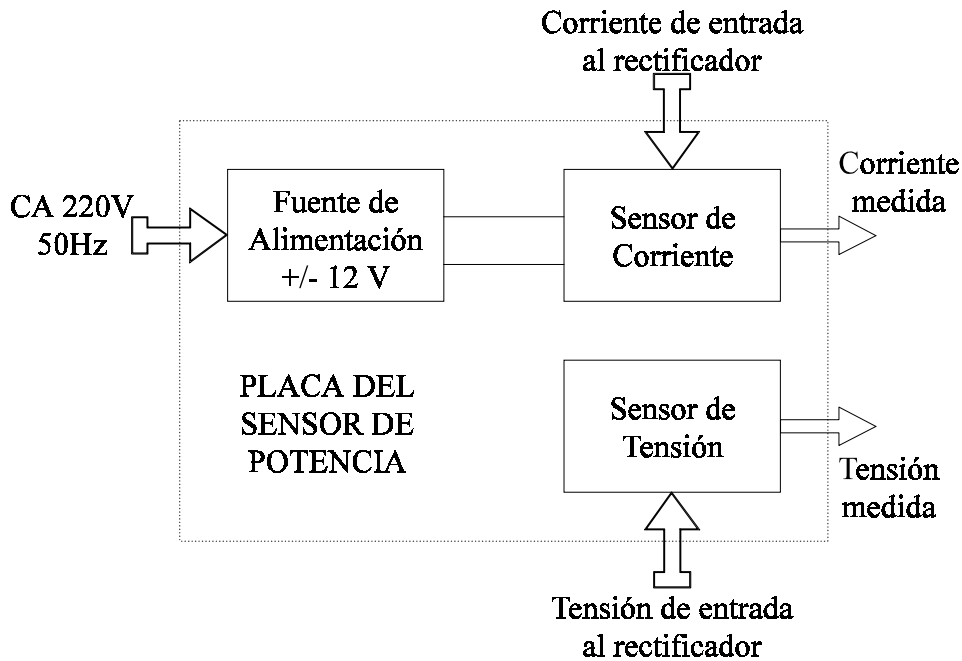 Corriente de entrada
al rectificador
Corriente
medida
CA 220V
50Hz
Fuente de
Alimentación
+/- 12 V
Sensor de
Corriente
PLACA DEL
SENSOR DE
POTENCIA
Sensor de
Tensión
Tensión
medida
Tensión de entrada
al rectificador